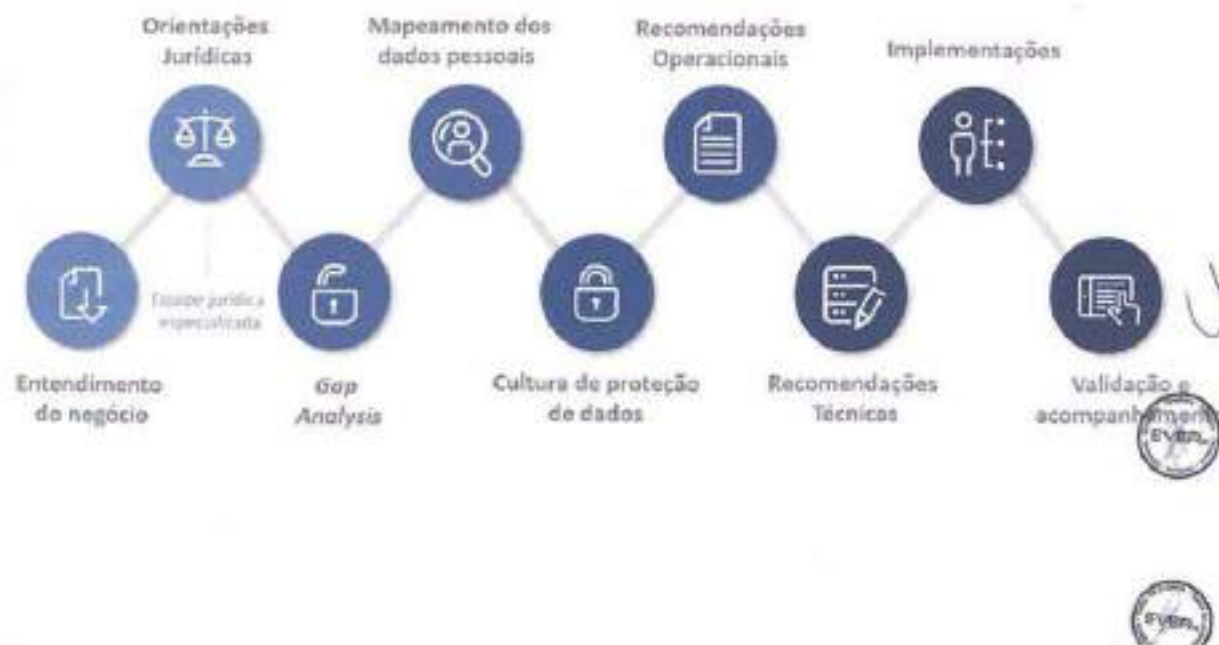 Orientações
Jurídicas
Mapeamento dos
dados pessoais
Recomendações
Operacionais
Implementações
Equipe jurídica
especializada
Entendimento
do negócio
Gap
Analysis
Cultura de proteção
de dados
Recomendações
Técnicas
Validação e